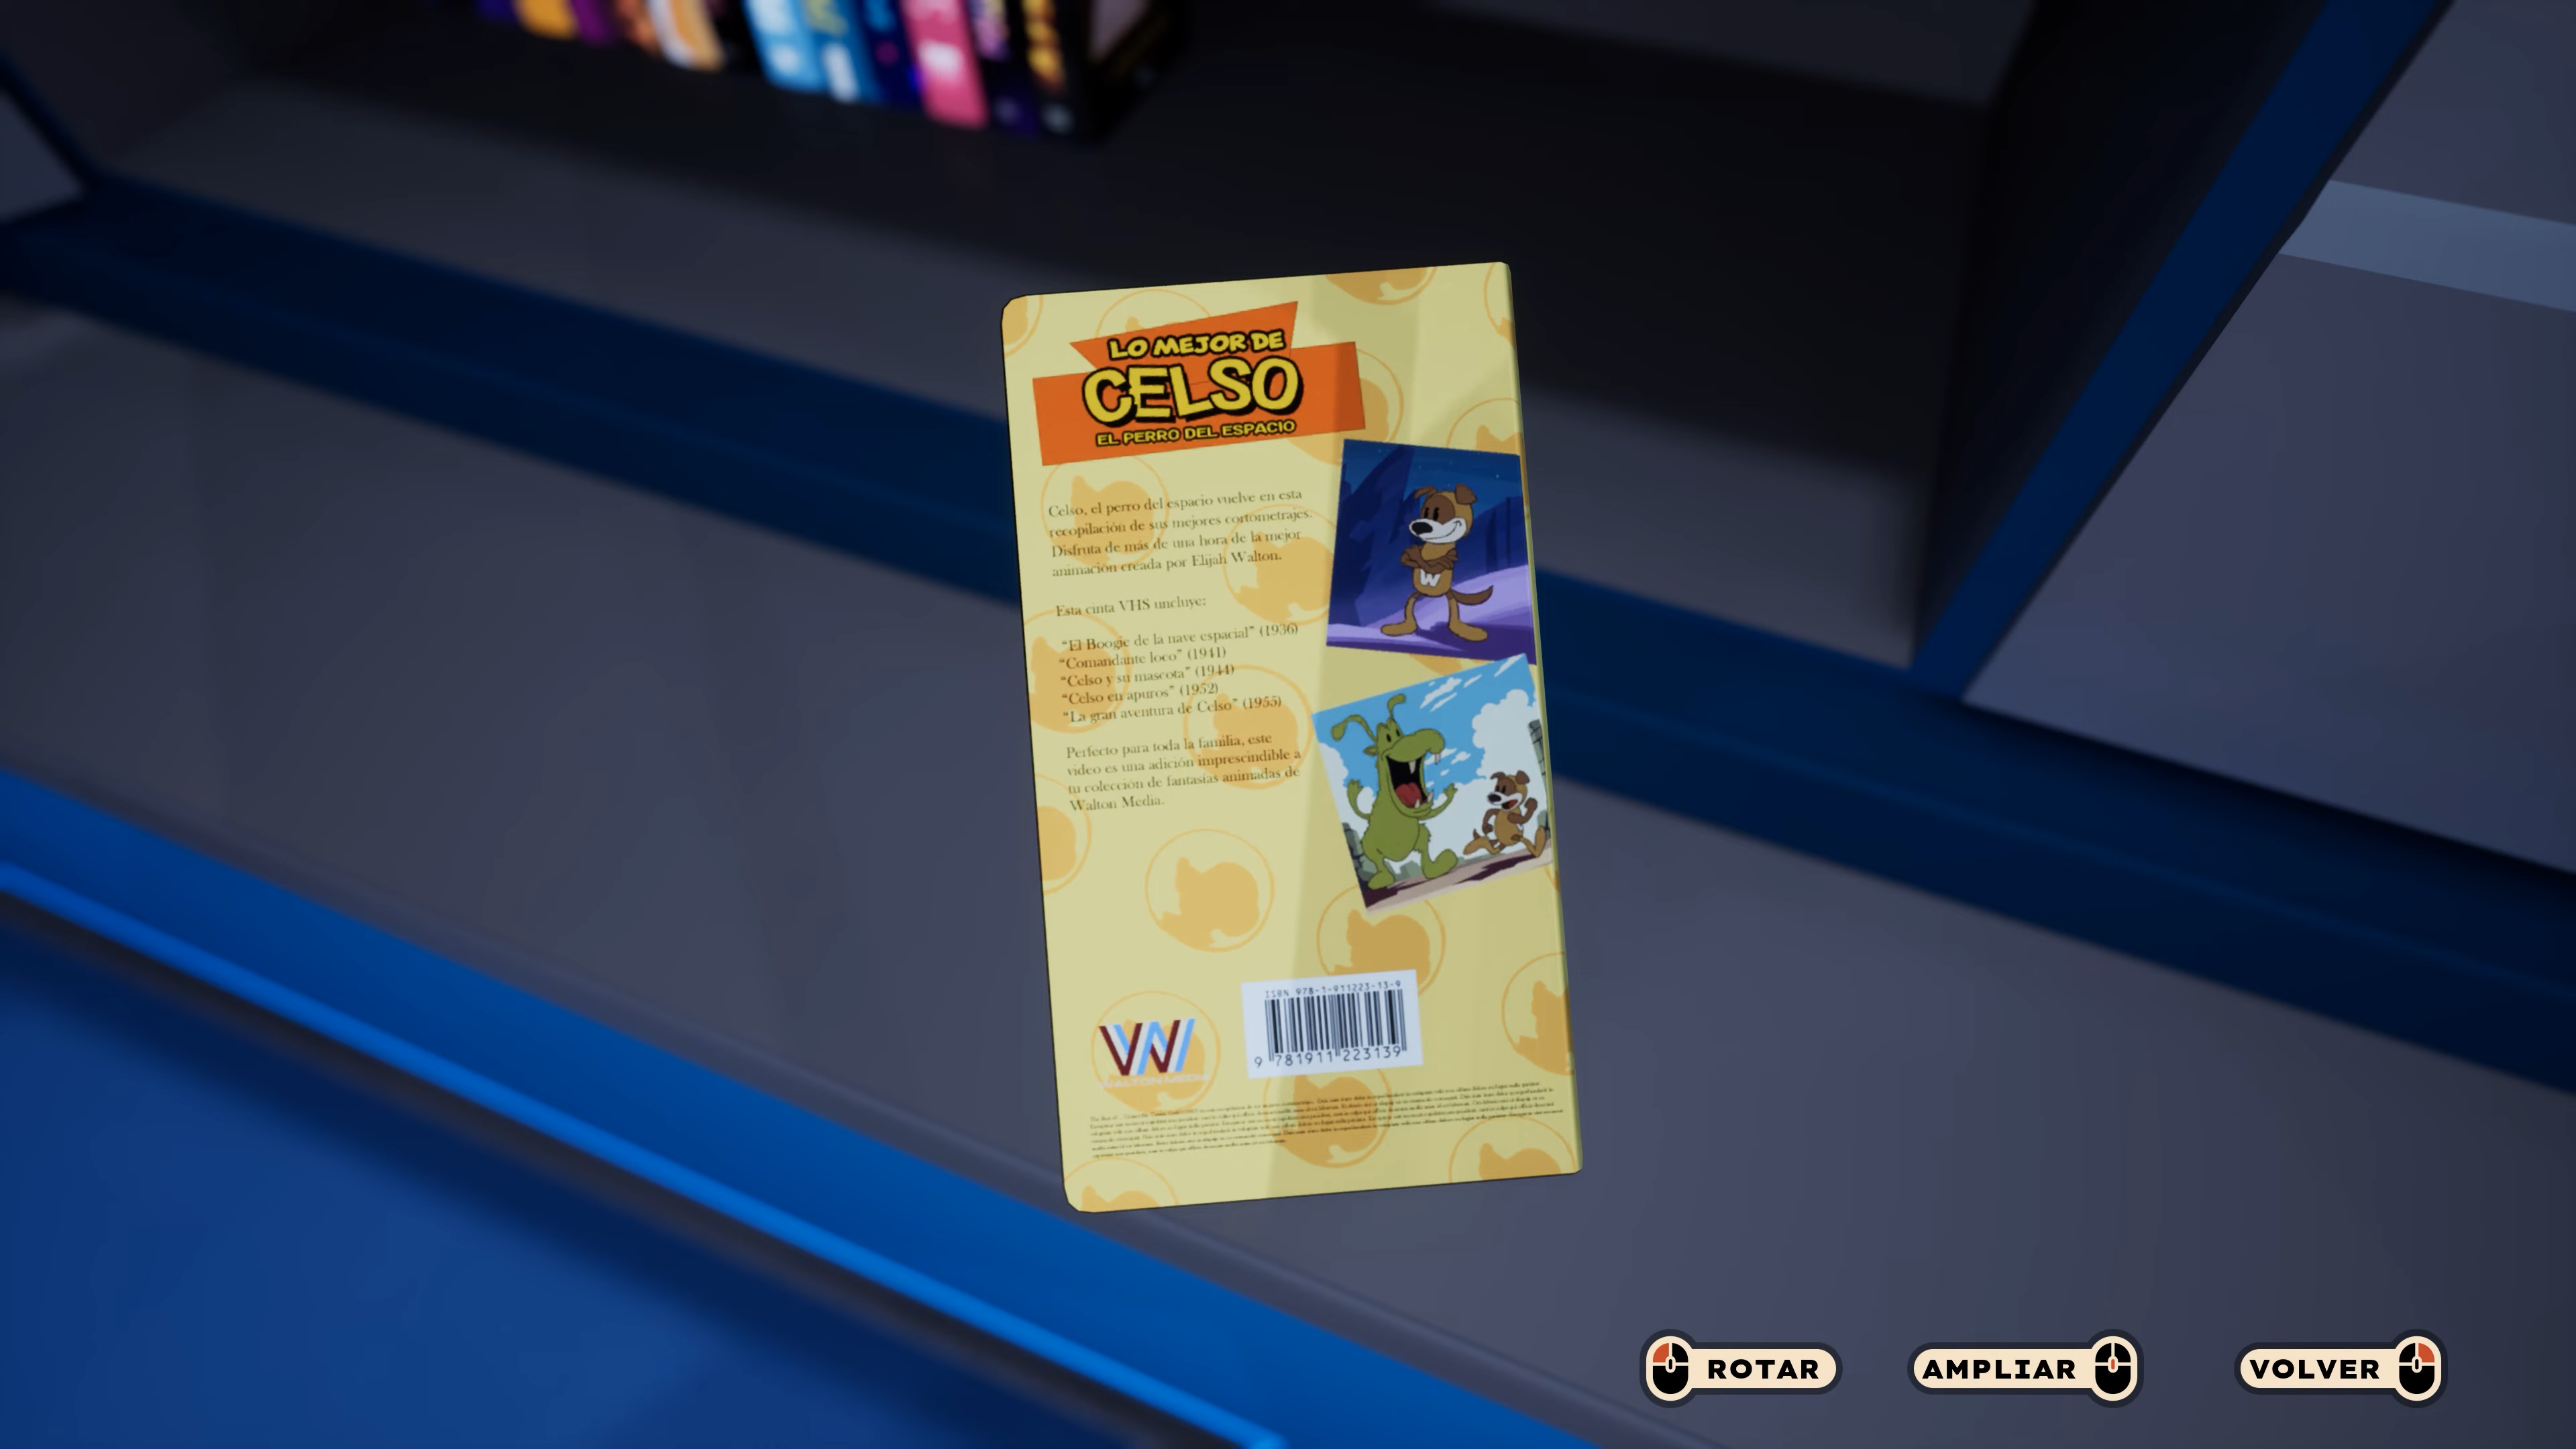 LO MEJOR DE
CELSO
EL PERRO DEL ESPACIO
Celso, el perro del espacio vuelve en esta
recopilación de sus mejores cortometrajes.
Disfruta de más de una hora de la mejor
animación creada por Elijah Walton.
Esta cinta VHS uncluye:
“El Boogie de la nave espacial” (1936)
“Comandante loco” (1941)
“Celso y su mascota” (1944)
“Celso en apuros” (1952)
“La gran aventura de Celso” (1955)
Perfecto para toda la familia, este
video es una adición imprescindible a
tu colección de fantasías animadas de
Walton Media.
W
ISBN 978-1-911223-13-9
9 781911 223139
W
WALTON MEDIA
ROTAR
AMPLIAR
VOLVER